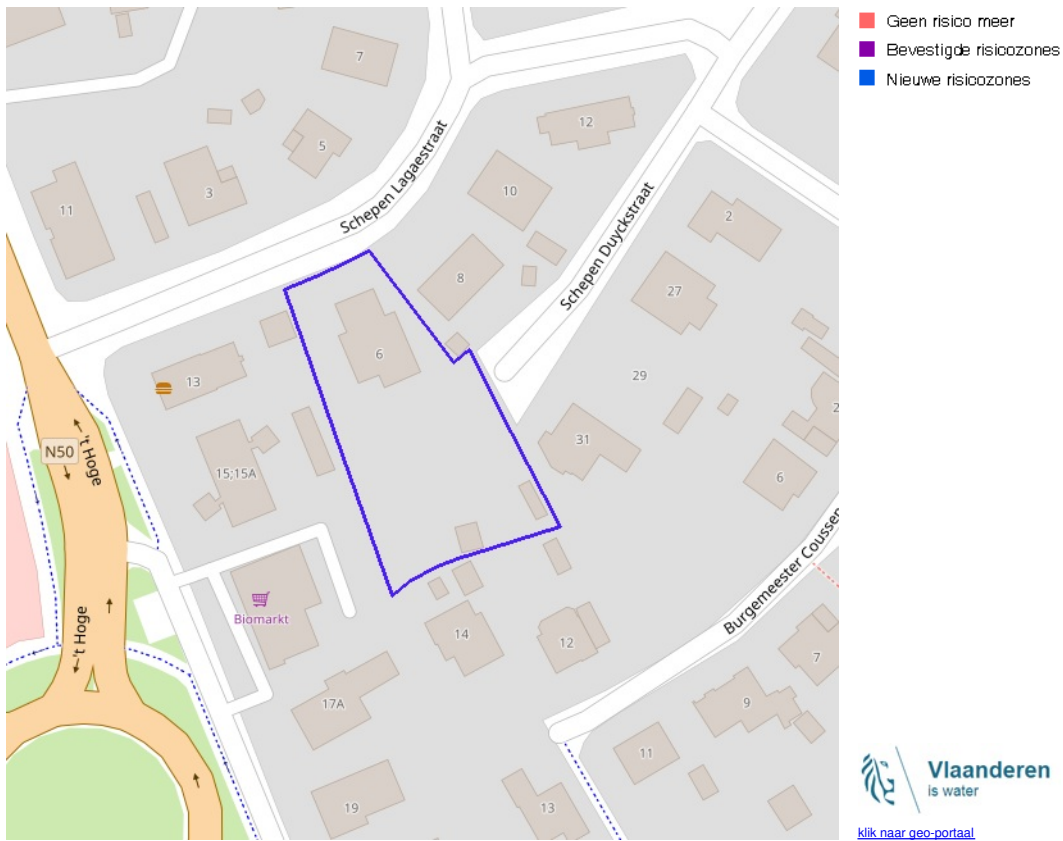 Geen risico meer
Bevestigde risicozones
Nieuwe risicozones
7
12
5
3
11
10
2
Schepen Lagaestraat
Schepen Duyckstraat
8
27
6
13
29
2
31
N50
't Hoge
15;15A
6
Burgemeester Coussen
Biomarkt
't Hoge
14
12
7
17A
9
11
19
13
Vlaanderen
is water
klik naar geo-portaal